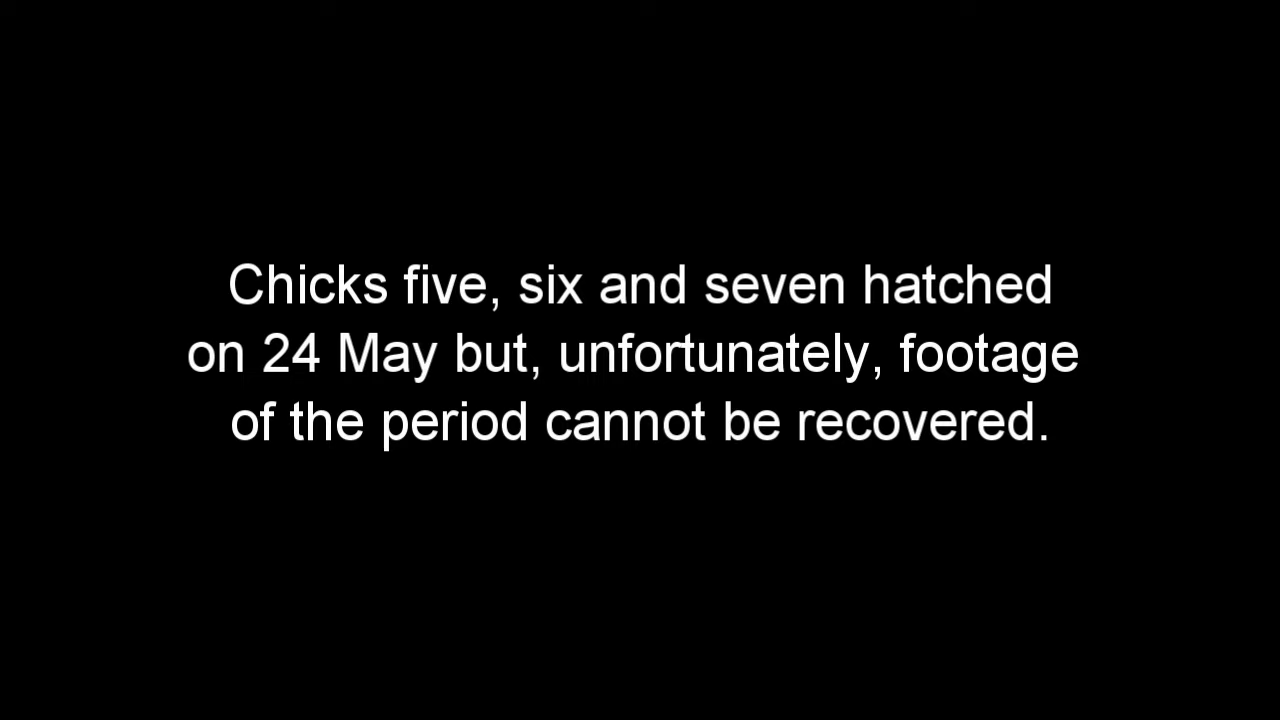 Chicks five, six and seven hatched
on 24 May but, unfortunately, footage
of the period cannot be recovered.